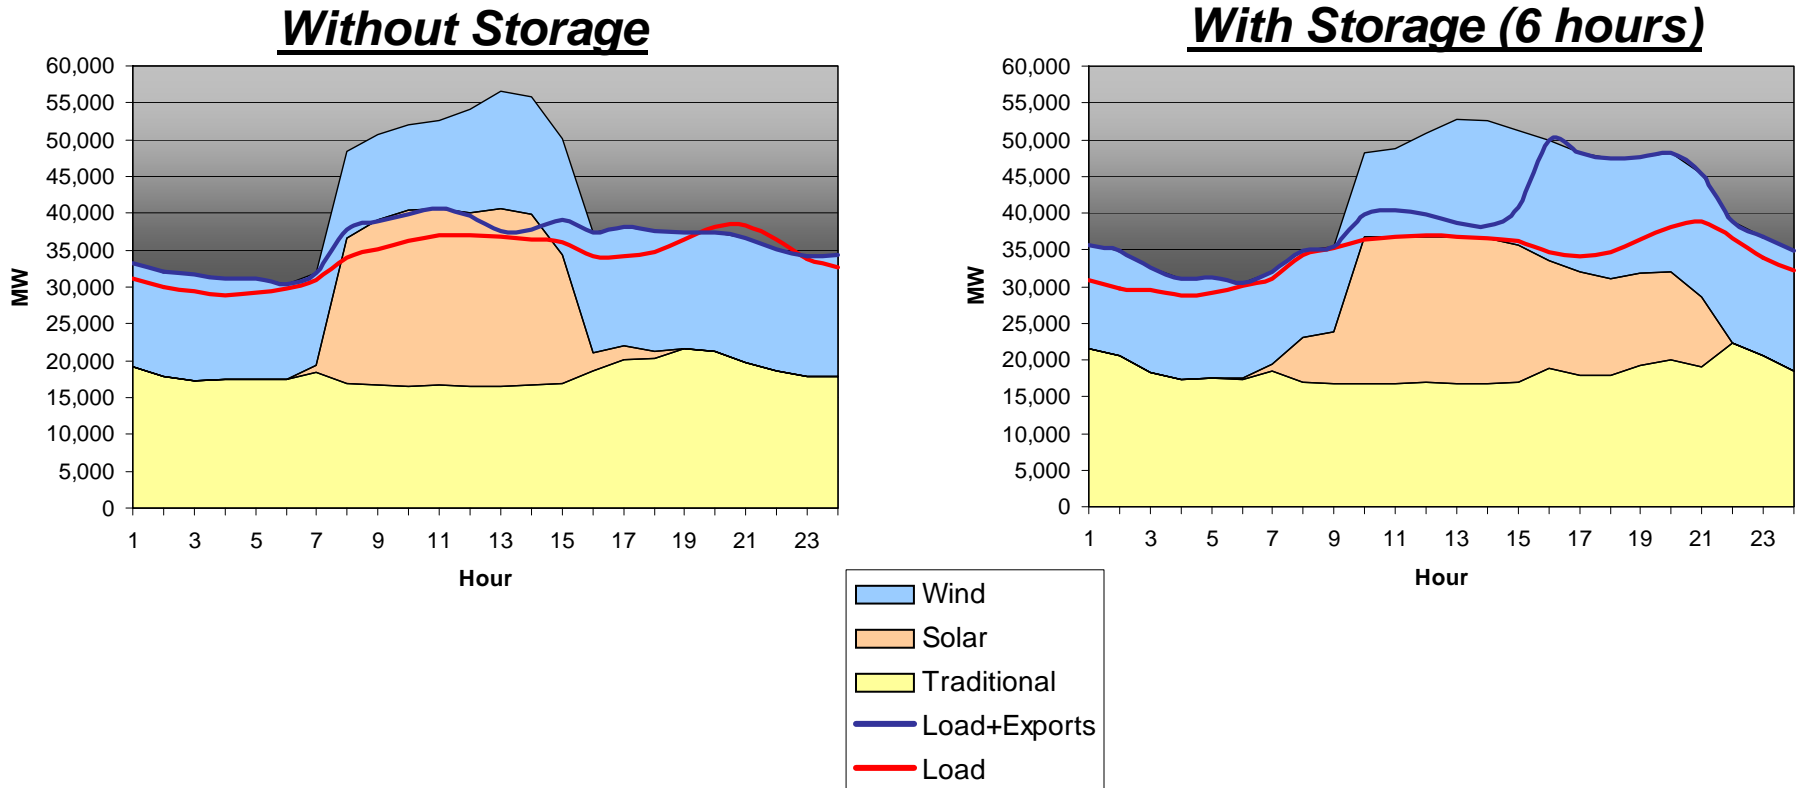 Without Storage
60,000
55,000
50,000
45,000
40,000
35,000
30,000
25,000
20,000
15,000
10,000
5,000
0
MW
1 3 5 7 9 11 13 15 17 19 21 23
Hour
With Storage (6 hours)
60,000
55,000
50,000
45,000
40,000
35,000
30,000
25,000
20,000
15,000
10,000
5,000
0
MW
1 3 5 7 9 11 13 15 17 19 21 23
Hour
Wind
Solar
Traditional
Load+Exports
Load